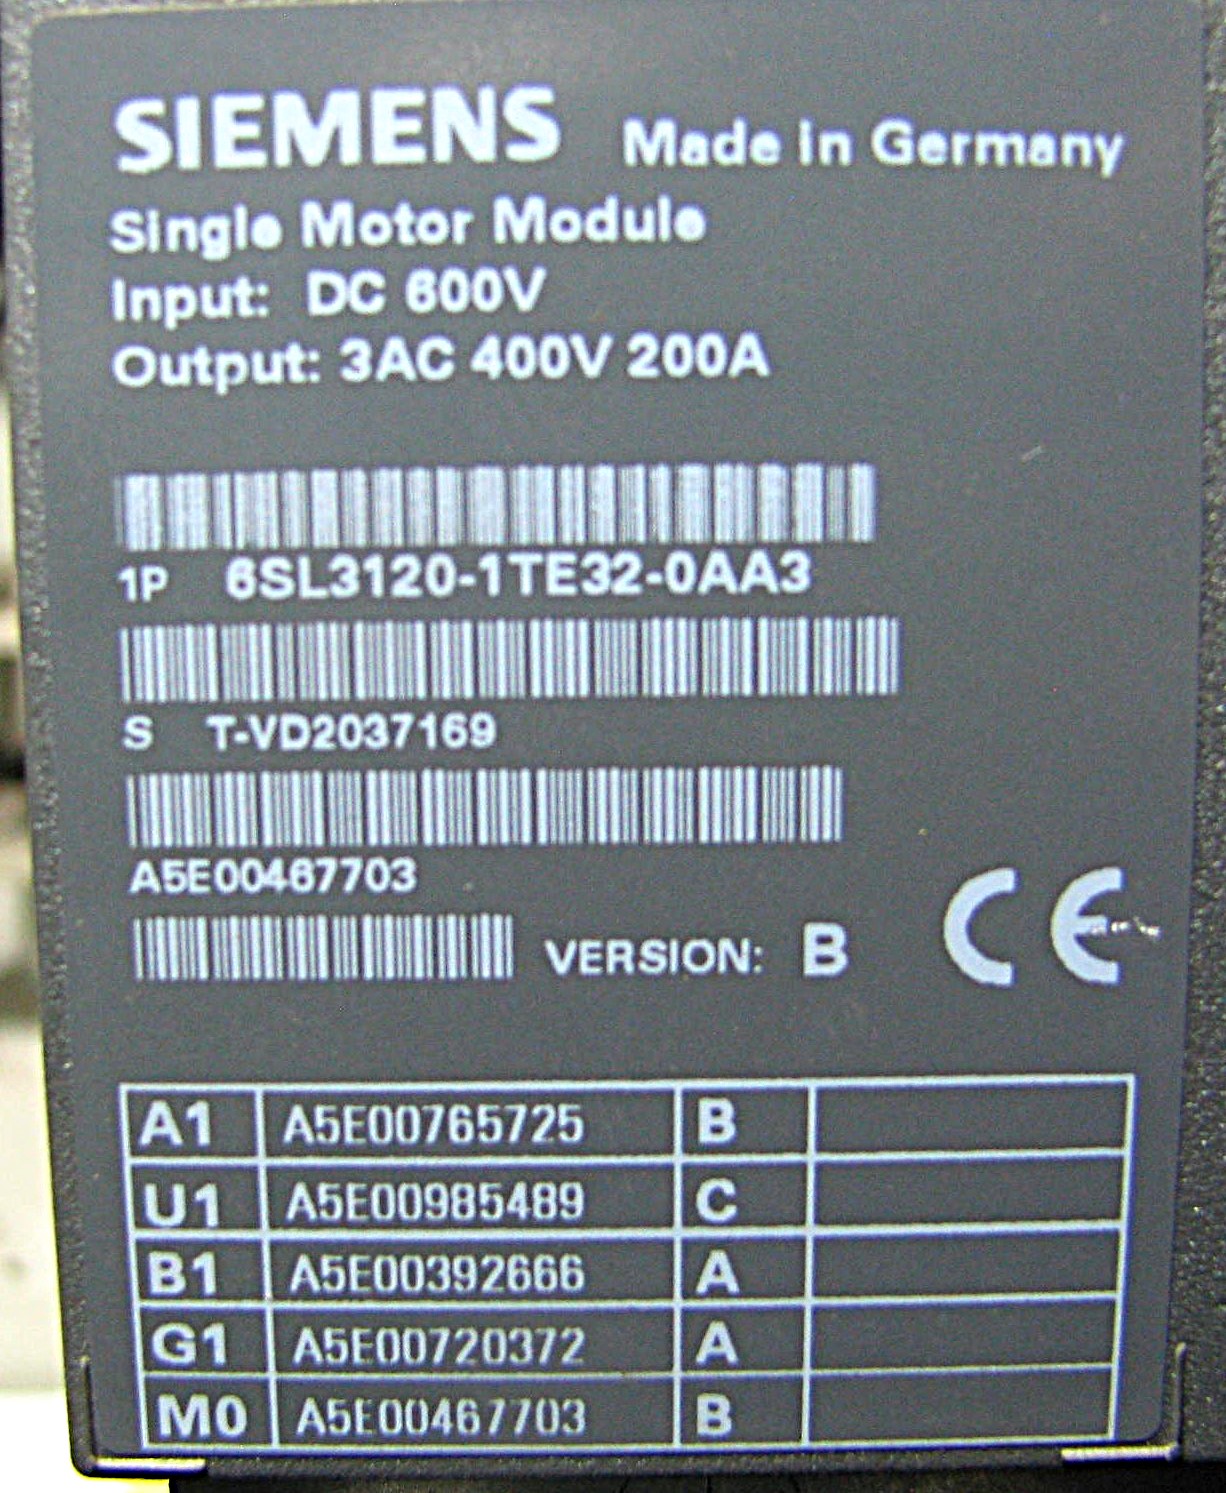 SIEMENS Made in Germany
Single Motor Module
Input: DC 600V
Output: 3AC 400V 200A
1P 6SL3120-1TE32-0AA3
S T-VD2037169
A5E00467703
VERSION: B CE
A1 A5E00765725 B
U1 A5E00985489 C
B1 A5E00392666 A
G1 A5E00720372 A
M0 A5E00467703 B